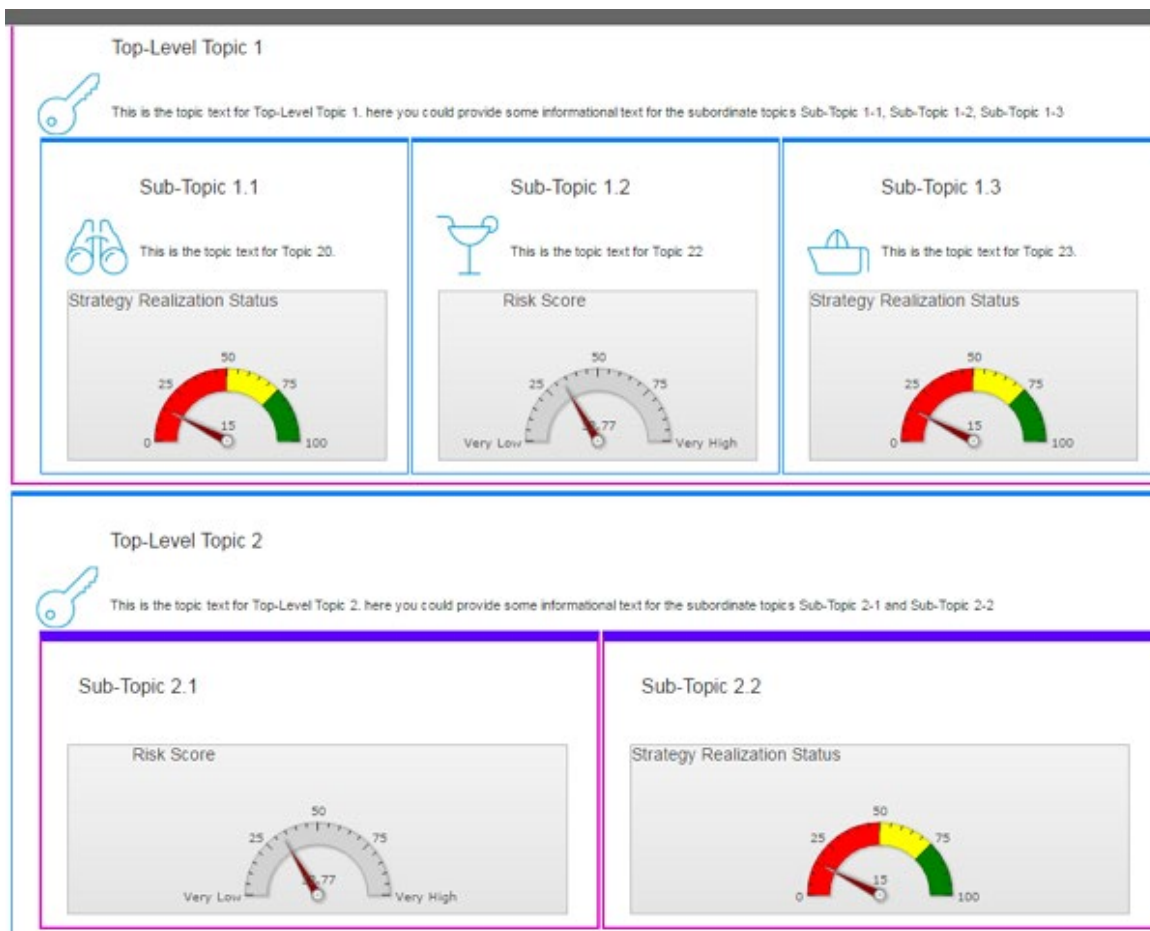 Top-Level Topic 1
This is the topic text for Top-Level Topic 1. here you could provide some informational text for the subordinate topics Sub-Topic 1-1, Sub-Topic 1-2, Sub-Topic 1-3
Sub-Topic 1.1
This is the topic text for Topic 20.
Strategy Realization Status
0
25
50
75
100
15
Sub-Topic 1.2
This is the topic text for Topic 22
Risk Score
Very Low
25
50
75
Very High
Sub-Topic 1.3
This is the topic text for Topic 23.
Strategy Realization Status
0
25
50
75
100
15
Top-Level Topic 2
This is the topic text for Top-Level Topic 2. here you could provide some informational text for the subordinate topics Sub-Topic 2-1 and Sub-Topic 2-2
Sub-Topic 2.1
Risk Score
Very Low
25
50
75
Very High
Sub-Topic 2.2
Strategy Realization Status
0
25
50
75
100
15